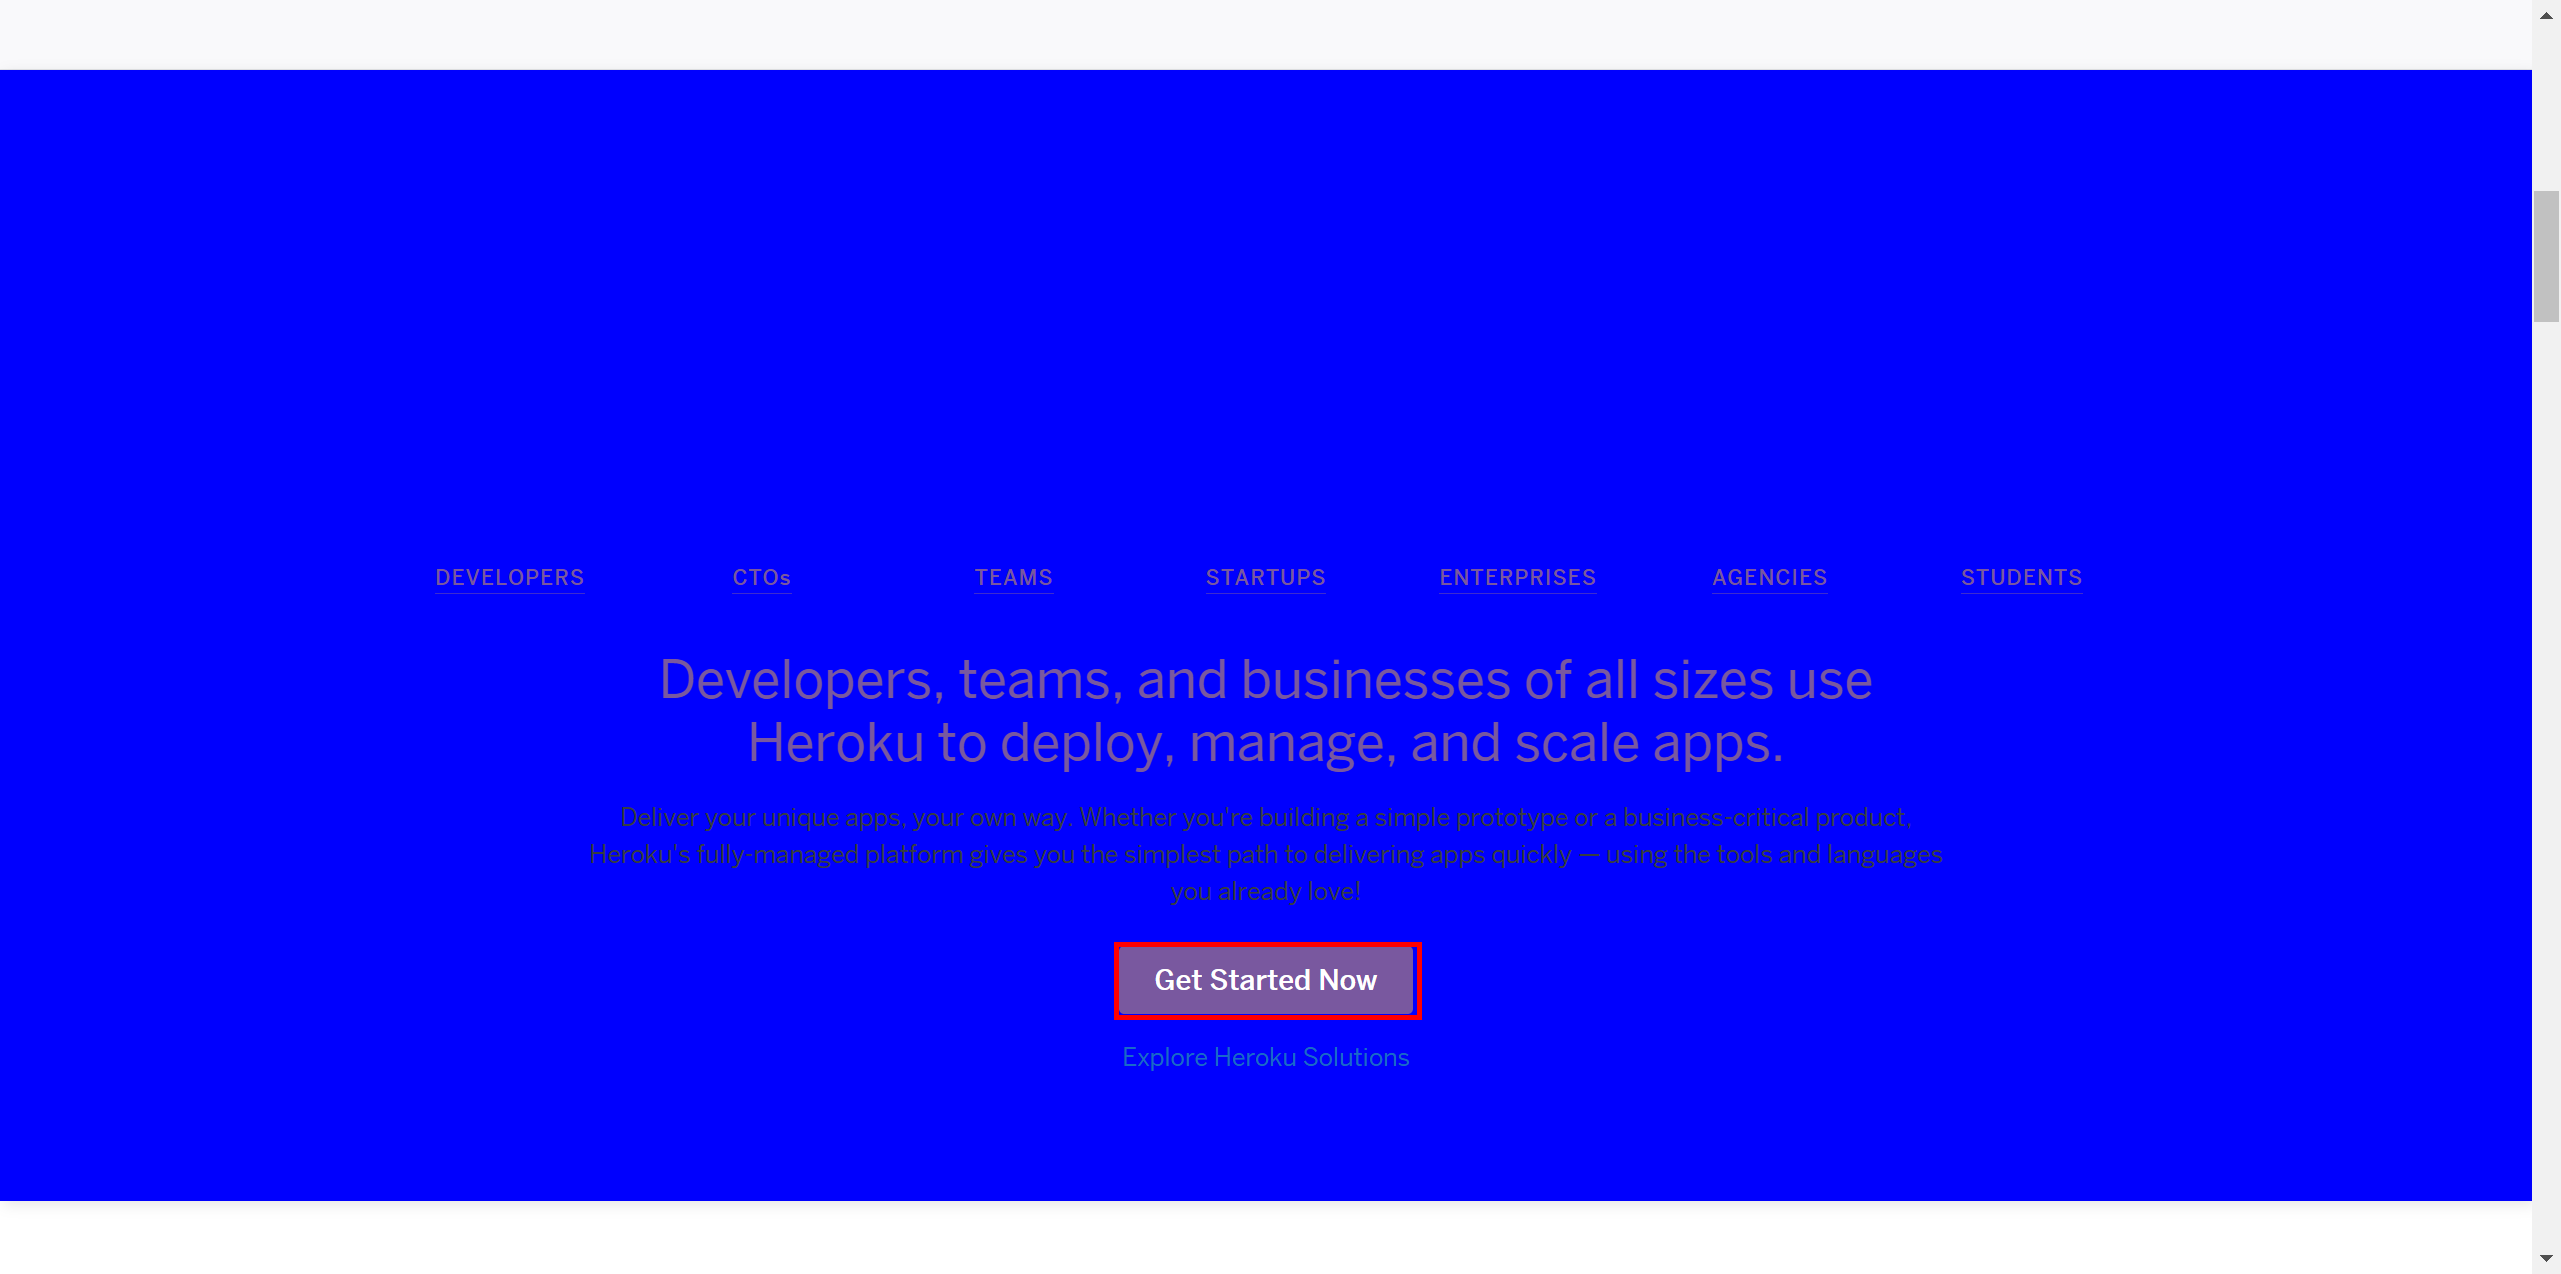 DEVELOPERS CTOs TEAMS STARTUPS ENTERPRISES AGENCIES STUDENTS
Developers, teams, and businesses of all sizes use
Heroku to deploy, manage, and scale apps.
Deliver your unique apps, your own way. Whether you're building a simple prototype or a business-critical product,
Heroku's fully-managed platform gives you the simplest path to delivering apps quickly — using the tools and languages
you already love!
Get Started Now
Explore Heroku Solutions